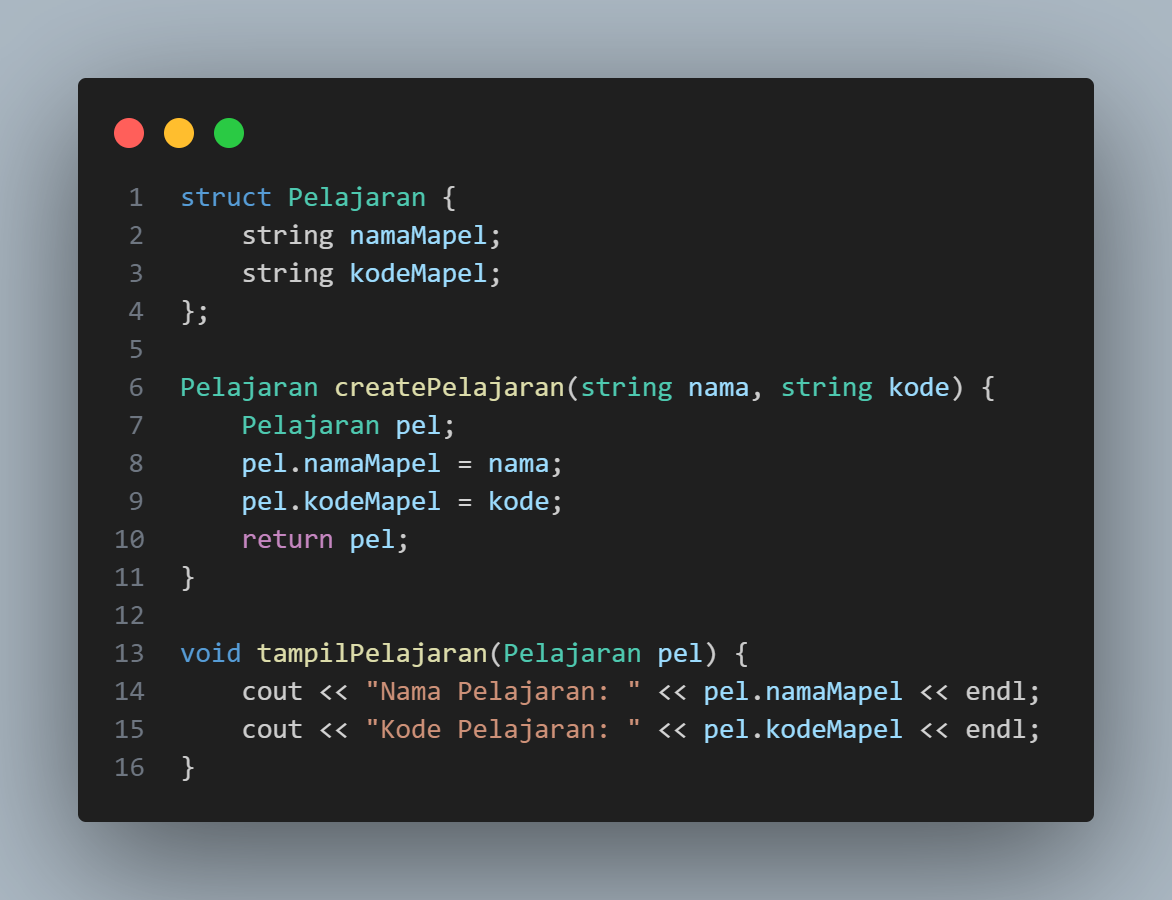 1 struct Pelajaran {
2     string namaMapel;
3     string kodeMapel;
4 };
5
6 Pelajaran createPelajaran(string nama, string kode) {
7     Pelajaran pel;
8     pel.namaMapel = nama;
9     pel.kodeMapel = kode;
10     return pel;
11 }
12
13 void tampilPelajaran(Pelajaran pel) {
14     cout << "Nama Pelajaran: " << pel.namaMapel << endl;
15     cout << "Kode Pelajaran: " << pel.kodeMapel << endl;
16 }